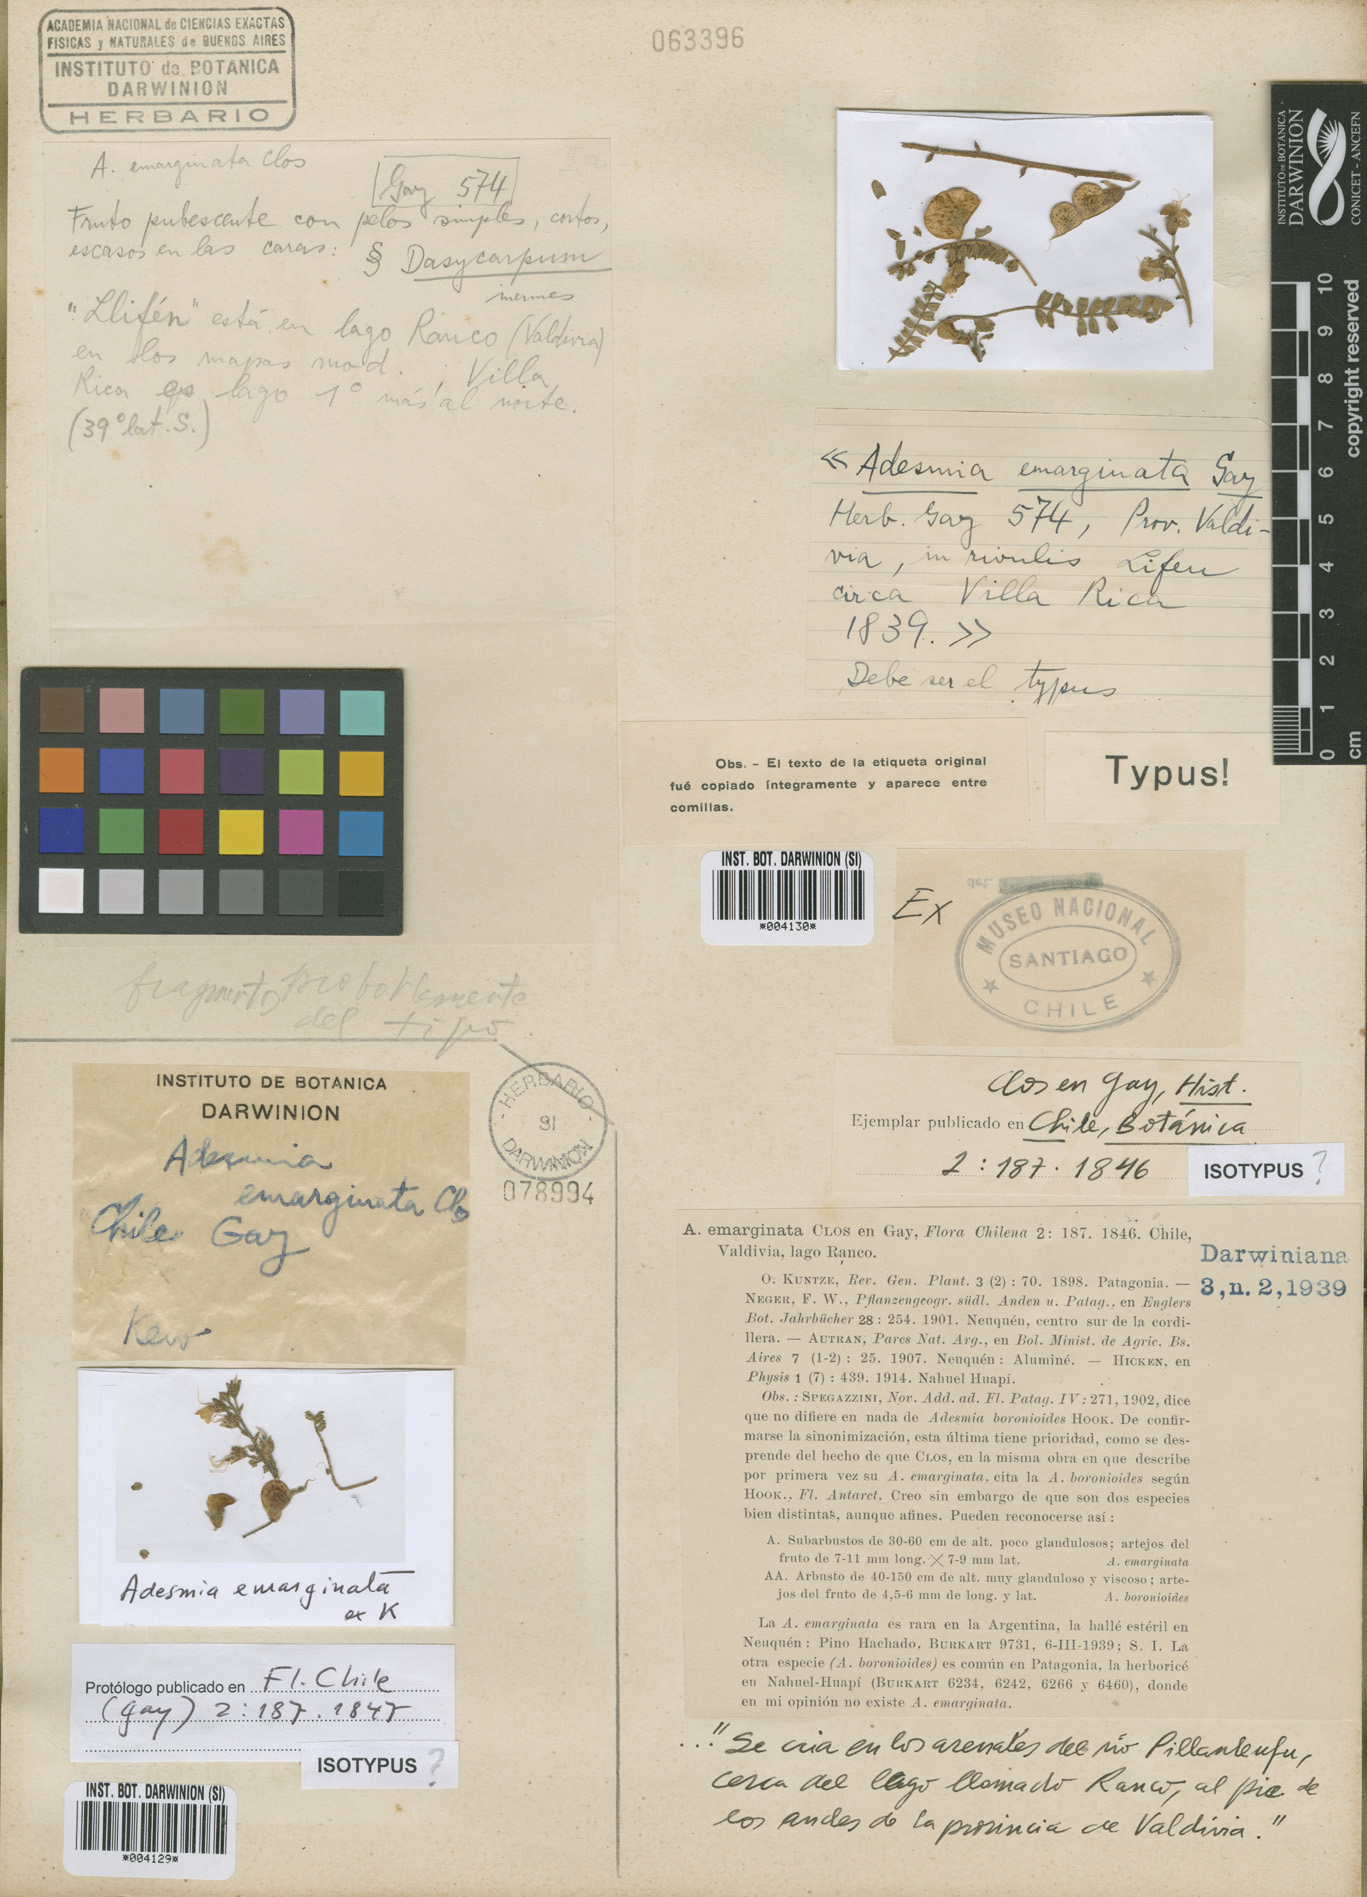 ACADEMIA NACIONAL de CIENCIAS EXACTAS
FISICAS y NATURALES de BUENOS AIRES
INSTITUTO de BOTANICA
DARWINION
HERBARIO
063396
A. emarginata Clos
Gay 574
Fruto pubescente con pelos simples, cortos,
escasos en las caras: § Dasycarpum
inermes
"Llifén" está en lago Ranco (Valdivia)
en los mapas mod. , Villa
Rica es lago 1° más al norte.
(39° lat. S.)
INSTITUTO DE BOTANICA
DARWINION
CONICET - ANCEFN
copyright reserved
10
9
8
7
6
5
4
3
2
1
0
cm
« Adesmia emarginata Gay
Herb. Gay 574, Prov. Valdi-
via, in rivulis Lifen
circa Villa Rica
1839. »
Debe ser el typus
Obs. - El texto de la etiqueta original
fué copiado íntegramente y aparece entre
comillas.
Typus!
INST. BOT. DARWINION (SI)
*004130*
Ex
det.
MUSEO NACIONAL
SANTIAGO
CHILE
fragmentos probablemente
del tipo
Clos en Gay, Hist.
Ejemplar publicado en Chile, Botánica
2:187. 1846
ISOTYPUS ?
INSTITUTO DE BOTANICA
DARWINION
Adesmia
emarginata Clos
Chile Gay
Kew
HERBARIO
SI
DARWINION
078994
A. emarginata CLOS en Gay, Flora Chilena 2: 187. 1846. Chile,
Valdivia, lago Ranco.
Darwiniana
3, n. 2, 1939
O. KUNTZE, Rev. Gen. Plant. 3 (2) : 70. 1898. Patagonia. —
NEGER, F. W., Pflanzengeogr. südl. Anden u. Patag., en Englers
Bot. Jahrbücher 28 : 254. 1901. Neuquén, centro sur de la cordi-
llera. — AUTRAN, Parcs Nat. Arg., en Bol. Minist. de Agric. Bs.
Aires 7 (1-2) : 25. 1907. Neuquén : Aluminé. — HICKEN, en
Physis 1 (7) : 439. 1914. Nahuel Huapí.
Obs. : SPEGAZZINI, Nov. Add. ad. Fl. Patag. IV : 271, 1902, dice
que no difiere en nada de Adesmia boronioides HOOK. De confir-
marse la sinonimización, esta última tiene prioridad, como se des-
prende del hecho de que CLOS, en la misma obra en que describe
por primera vez su A. emarginata, cita la A. boronioides según
HOOK., Fl. Antarct. Creo sin embargo de que son dos especies
bien distintas, aunque afines. Pueden reconocerse así :
A. Subarbustos de 30-60 cm de alt. poco glandulosos; artejos del
fruto de 7-11 mm long. × 7-9 mm lat. A. emarginata
AA. Arbusto de 40-150 cm de alt. muy glanduloso y viscoso ; arte-
jos del fruto de 4,5-6 mm de long. y lat. A. boronioides
La A. emarginata es rara en la Argentina, la hallé estéril en
Neuquén : Pino Hachado, BURKART 9731, 6-III-1939; S. I. La
otra especie (A. boronioides) es común en Patagonia, la herboricé
en Nahuel-Huapí (BURKART 6234, 6242, 6266 y 6460), donde
en mi opinión no existe A. emarginata.
..." Se cria en los arenales del río Pillanleufu,
cerca del lago llamado Ranco, al pie de
los andes de la provincia de Valdivia."
Adesmia emarginata
ex K
Protólogo publicado en Fl. Chile
(Gay) 2:187.1847
ISOTYPUS ?
INST. BOT. DARWINION (SI)
*004129*